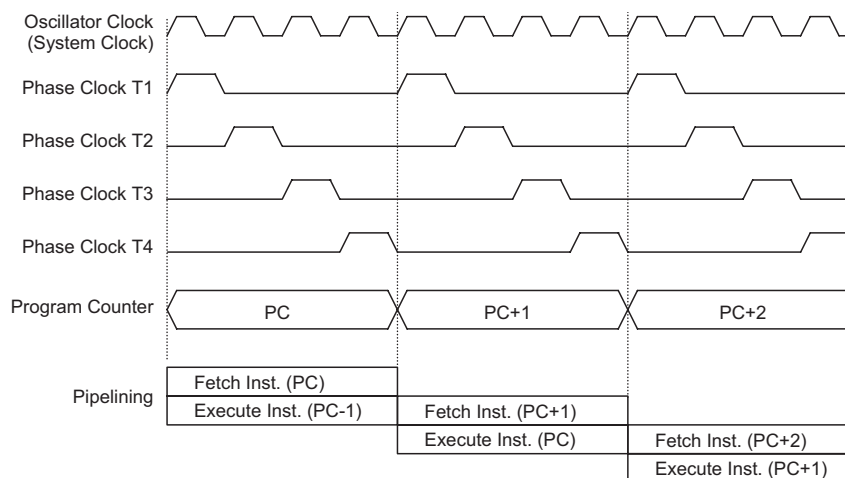 Oscillator Clock
(System Clock)
Phase Clock T1
Phase Clock T2
Phase Clock T3
Phase Clock T4
Program Counter
PC
PC+1
PC+2
Pipelining
Fetch Inst. (PC)
Execute Inst. (PC-1)
Fetch Inst. (PC+1)
Execute Inst. (PC)
Fetch Inst. (PC+2)
Execute Inst. (PC+1)